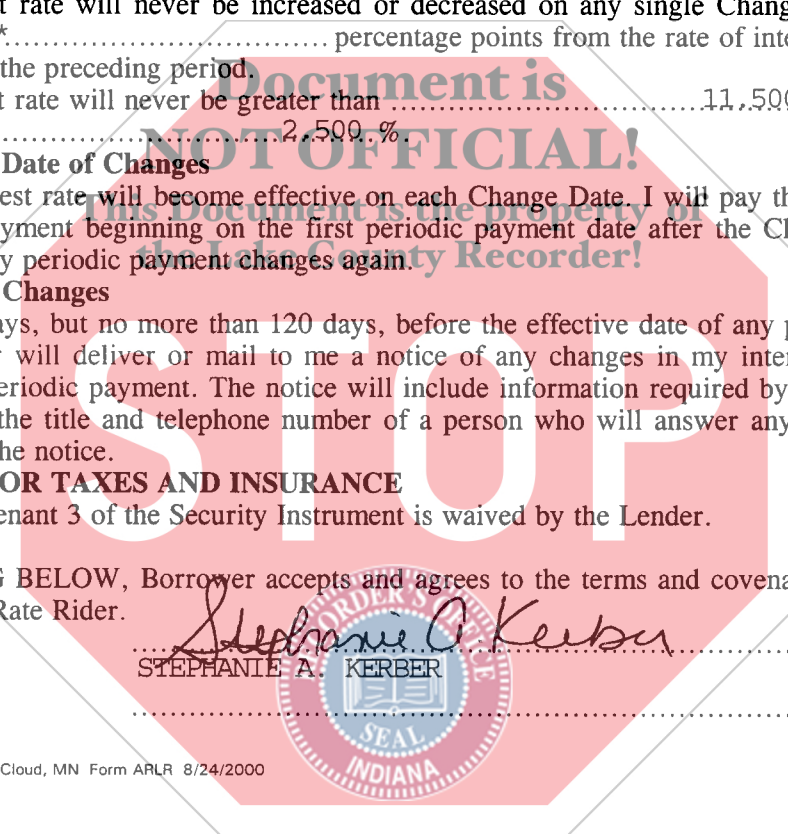 t rate will never be increased or decreased on any single Chang
*.............................. percentage points from the rate of inte
the preceding period.
Document is
t rate will never be greater than ..................................11.500
............................2.500.%.
NOT OFFICIAL!
Date of Changes
est rate will become effective on each Change Date. I will pay th
This Document is the property of
yment beginning on the first periodic payment date after the Cl
the Lake County Recorder!
y periodic payment changes again.
Changes
ays, but no more than 120 days, before the effective date of any p
will deliver or mail to me a notice of any changes in my inter
eriodic payment. The notice will include information required by
the title and telephone number of a person who will answer any
he notice.
STOP
OR TAXES AND INSURANCE
enant 3 of the Security Instrument is waived by the Lender.
G BELOW, Borrower accepts and agrees to the terms and covena
Rate Rider.
Stephanie A. Kerber
STEPHANIE A. KERBER
RECORDER'S OFFICE
SEAL
INDIANA
Cloud, MN Form ARLR 8/24/2000